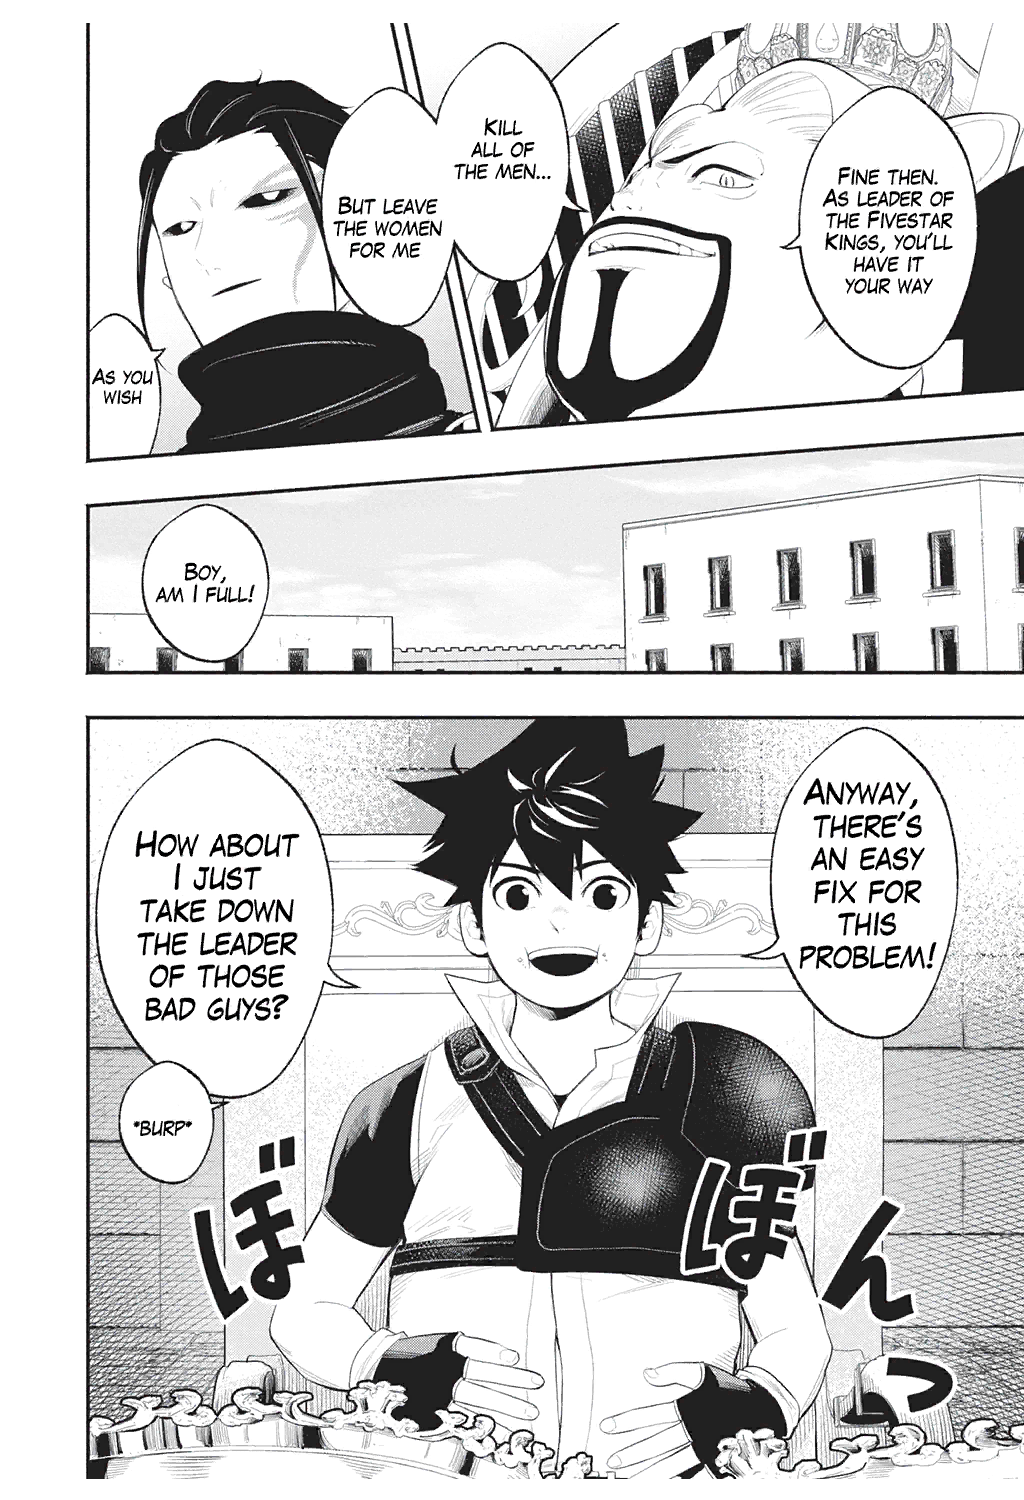 FINE THEN.
AS LEADER OF
THE FIVESTAR
KINGS, YOU'LL
HAVE IT
YOUR WAY
KILL
ALL OF
THE MEN...
BUT LEAVE
THE WOMEN
FOR ME
AS YOU
WISH
BOY,
AM I FULL!
ANYWAY,
THERE'S
AN EASY
FIX FOR
THIS
PROBLEM!
HOW ABOUT
I JUST
TAKE DOWN
THE LEADER
OF THOSE
BAD GUYS?
*BURP*
ぼんっ
ぼ